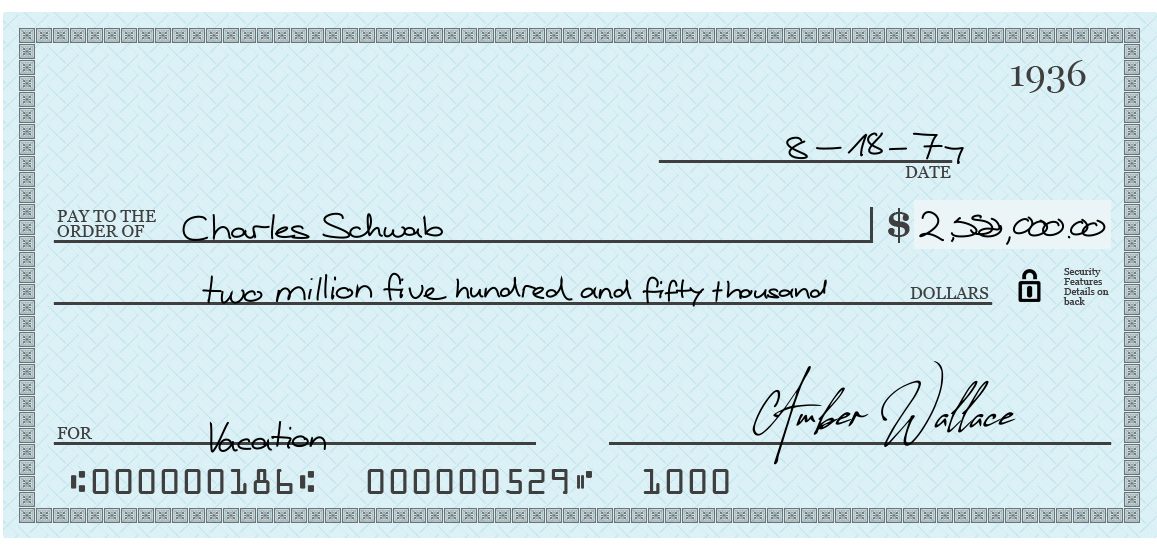 1936
8-18-77
DATE
PAY TO THE
ORDER OF Charles Schwab $ 2,550,000.00
two million five hundred and fifty thousand DOLLARS
Security
Features
Details on
back
Amber Wallace
FOR Vacation
⑆000000186⑆ 000000529⑈ 1000